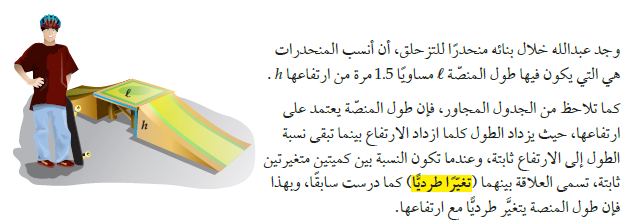 وجد عبدالله خلال بنائه منحدرًا للتزحلق، أن أنسب المنحدرات
هي التي يكون فيها طول المنصّة ℓ مساويًا 1.5 مرة من ارتفاعها h .
كما تلاحظ من الجدول المجاور، فإن طول المنصّة يعتمد على
ارتفاعها، حيث يزداد الطول كلما ازداد الارتفاع بينما تبقى نسبة
الطول إلى الارتفاع ثابتة، وعندما تكون النسبة بين كميتين متغيرتين
ثابتة، تسمى العلاقة بينهما (تغيّرًا طرديًّا) كما درست سابقًا، وبهذا
فإن طول المنصة يتغيَّر طرديًّا مع ارتفاعها.
ℓ
h